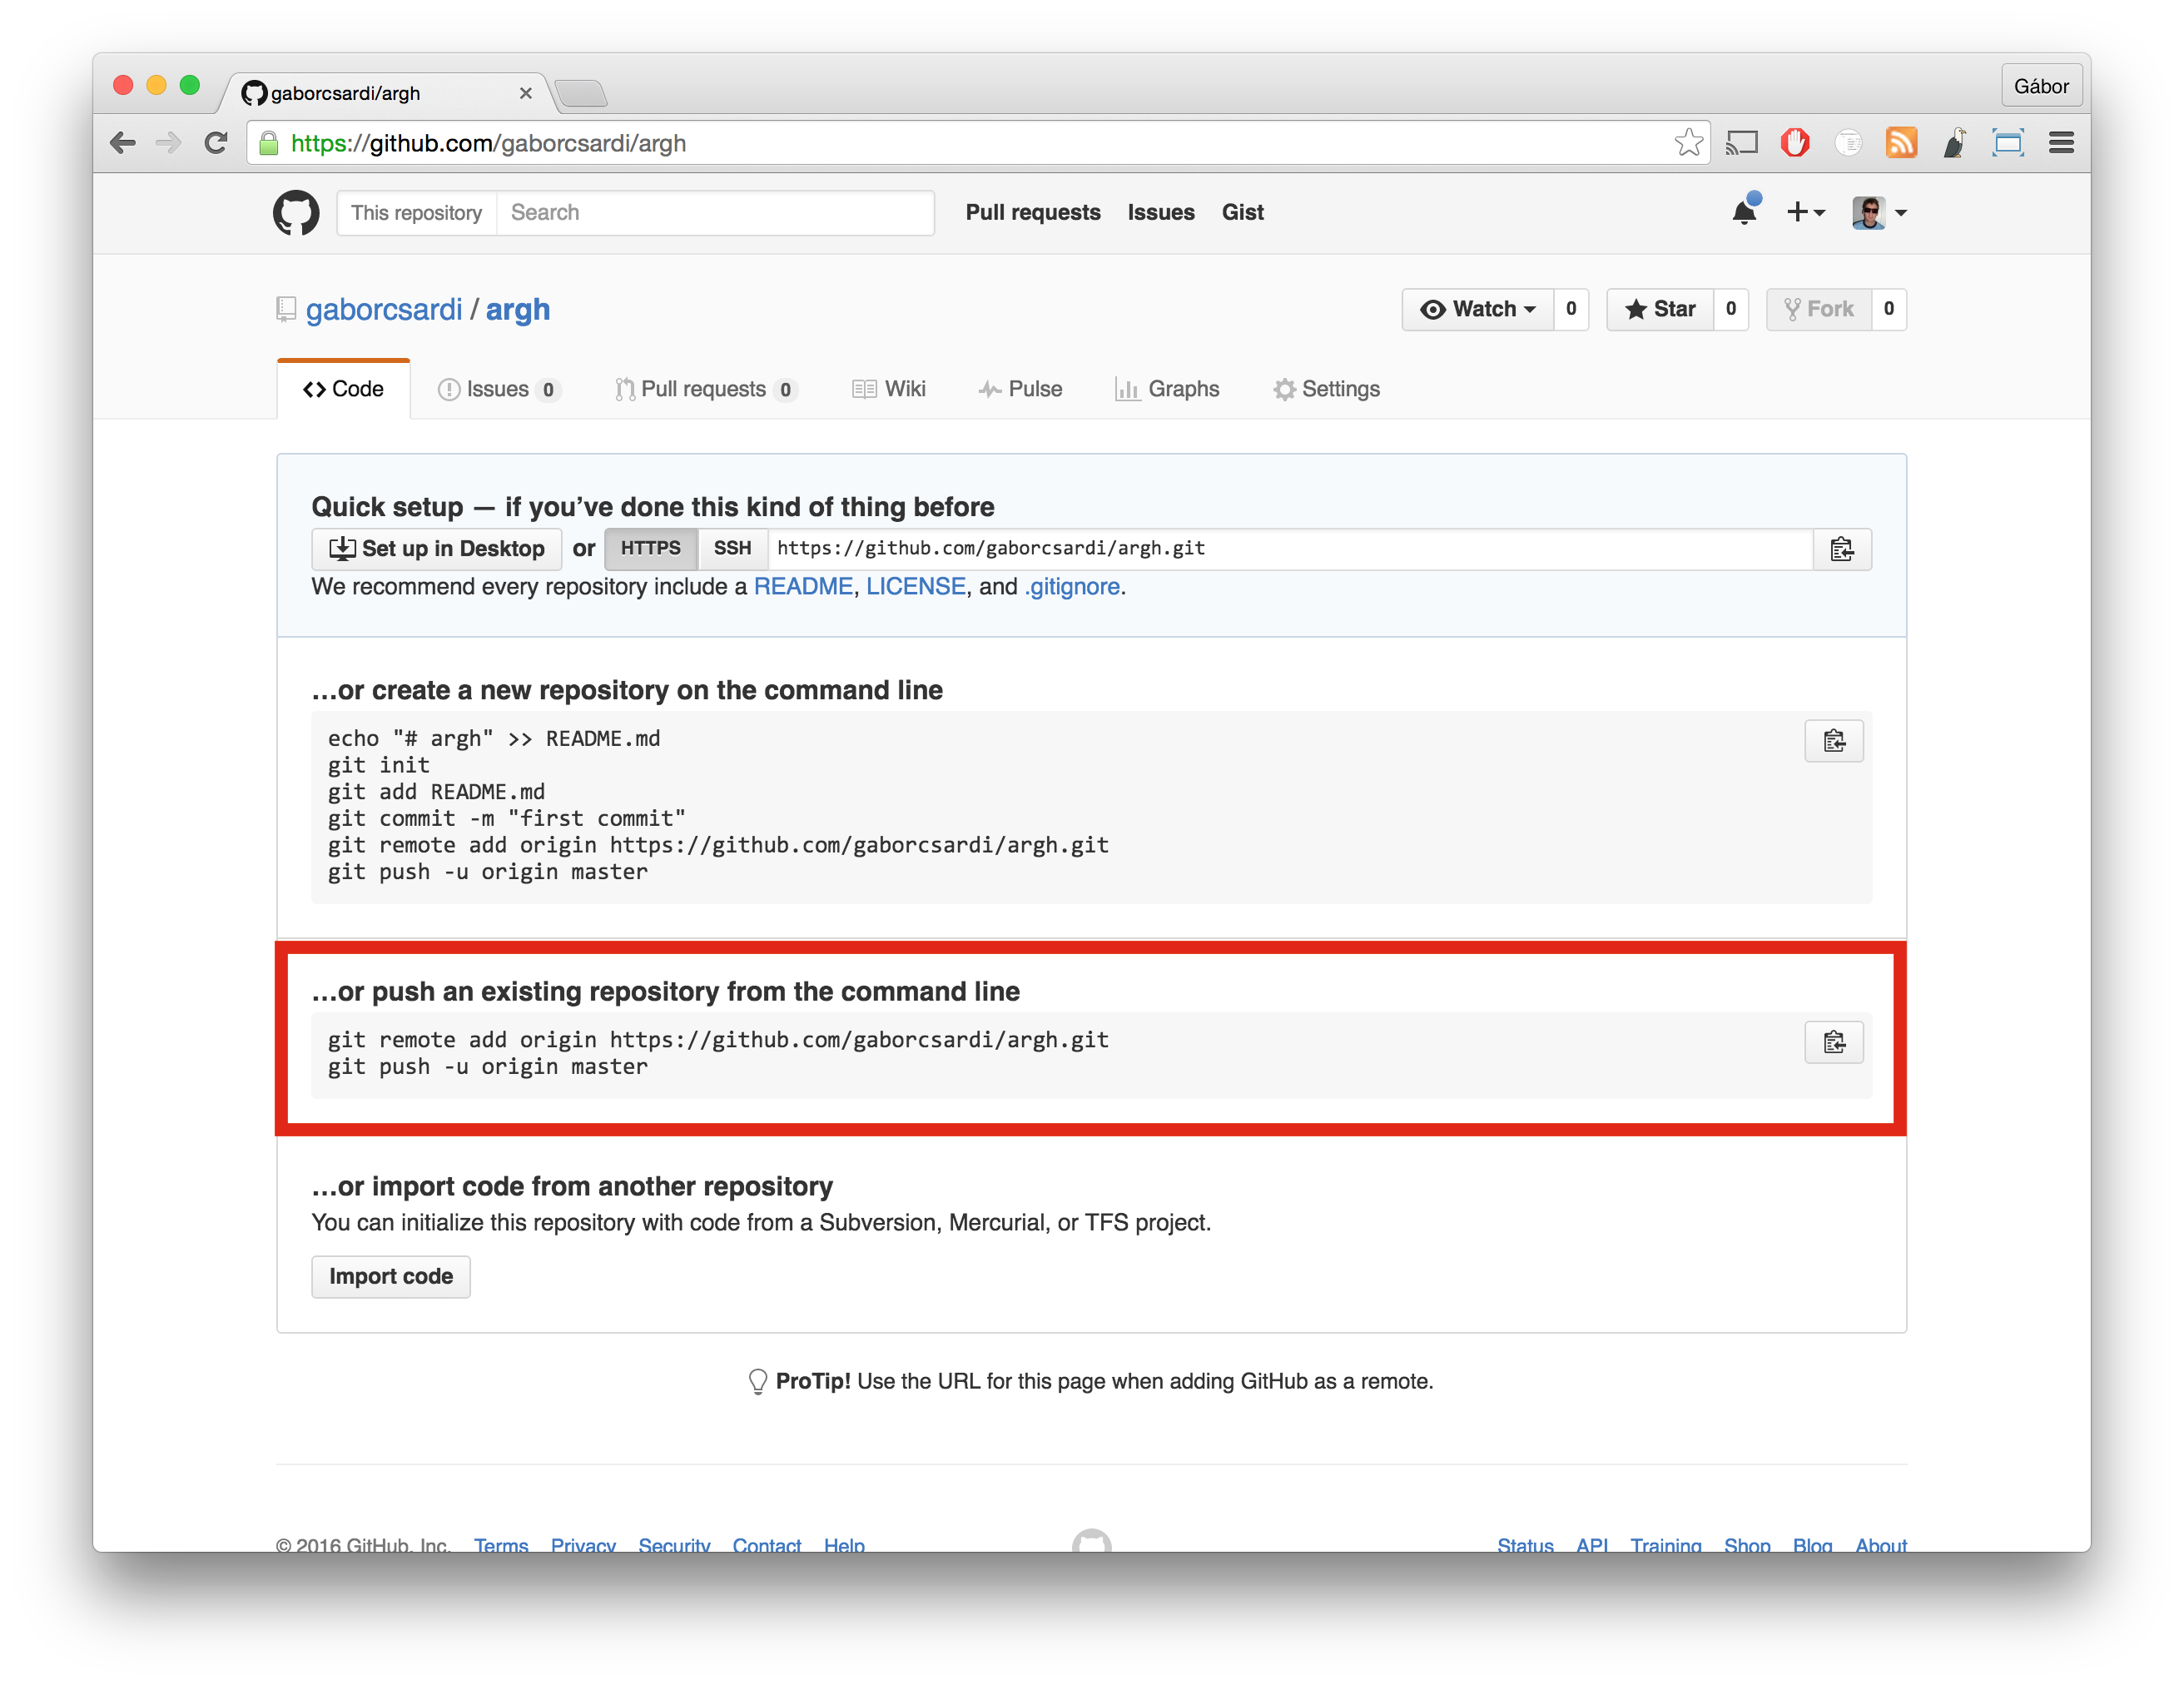 gaborcsardi/argh
Gábor
https://github.com/gaborcsardi/argh
This repository Search Pull requests Issues Gist
gaborcsardi / argh Watch 0 Star 0 Fork 0
Code Issues 0 Pull requests 0 Wiki Pulse Graphs Settings
Quick setup — if you’ve done this kind of thing before
Set up in Desktop or HTTPS SSH https://github.com/gaborcsardi/argh.git
We recommend every repository include a README, LICENSE, and .gitignore.
…or create a new repository on the command line
echo "# argh" >> README.md
git init
git add README.md
git commit -m "first commit"
git remote add origin https://github.com/gaborcsardi/argh.git
git push -u origin master
…or push an existing repository from the command line
git remote add origin https://github.com/gaborcsardi/argh.git
git push -u origin master
…or import code from another repository
You can initialize this repository with code from a Subversion, Mercurial, or TFS project.
Import code
ProTip! Use the URL for this page when adding GitHub as a remote.
© 2016 GitHub, Inc. Terms Privacy Security Contact Help Status API Training Shop Blog About